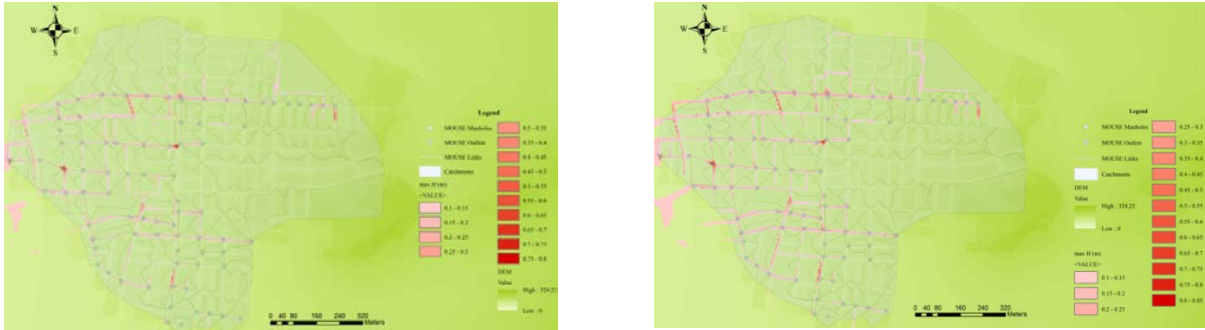 N
W E
S
Legend
MOUSE Manholes
MOUSE Outlets
MOUSE Links
Catchments
max H (m)
<VALUE>
0.1 - 0.15
0.15 - 0.2
0.2 - 0.25
0.25 - 0.3
0.35 - 0.4
0.4 - 0.45
0.45 - 0.5
0.5 - 0.55
0.55 - 0.6
0.6 - 0.65
0.65 - 0.7
0.7 - 0.75
0.75 - 0.8
DEM
Value
High : 324.23
Low : 0
0 40 80 160 240 320
Meters
N
W E
S
Legend
MOUSE Manholes
MOUSE Outlets
MOUSE Links
Catchments
DEM
Value
High : 324.23
Low : 0
max H (m)
<VALUE>
0.1 - 0.15
0.15 - 0.2
0.2 - 0.25
0.25 - 0.3
0.3 - 0.35
0.35 - 0.4
0.4 - 0.45
0.45 - 0.5
0.5 - 0.55
0.55 - 0.6
0.6 - 0.65
0.65 - 0.7
0.7 - 0.75
0.75 - 0.8
0.8 - 0.85
0 40 80 160 240 320
Meters